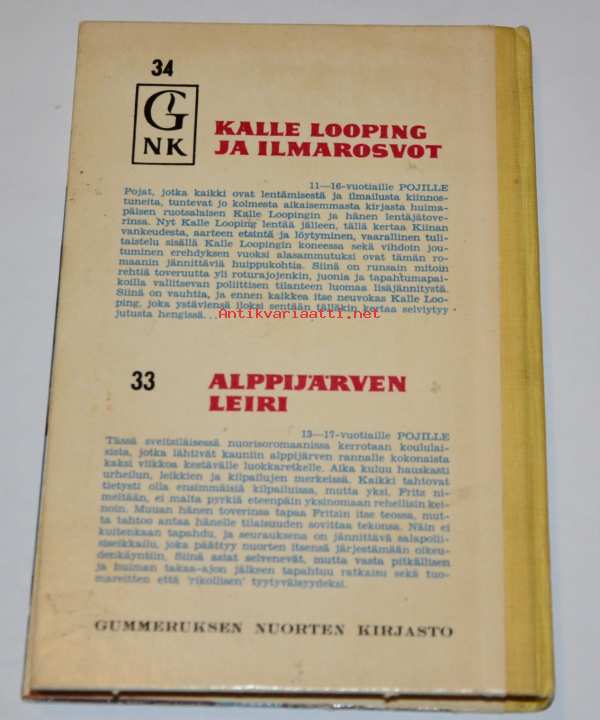 34
G
NK
KALLE LOOPING
JA ILMAROSVOT
11—16-vuotiaille POJILLE
Pojat, jotka kaikki ovat lentämisestä ja ilmailusta kiinnos-
tuneita, tuntevat jo kolmesta aikaisemmasta kirjasta huima-
päisen ruotsalaisen Kalle Loopingin ja hänen lentäjätove-
rinsa. Nyt Kalle Looping lentää jälleen, tällä kertaa Kiinan
vankeudesta, aarteen etsintä ja löytyminen, vaarallinen tuli-
taistelu sisällä Kalle Loopingin koneessa sekä vihdoin jou-
tuminen erehdyksen vuoksi alasammutuksi ovat tämän ro-
maanin jännittäviä huippukohtia. Siinä on runsain mitoin
rehtiä toveruutta yli roturajojenkin, juonia ja tapahtumapai-
koilla vallitsevan poliittisen tilanteen luomaa lisäjännitystä.
Siinä on vauhtia, ja ennen kaikkea itse neuvokas Kalle Loo-
ping, joka ystäviensä iloksi sentään tälläkin kertaa selviytyy
jutusta hengissä...
Antikvariaatti.net
33
ALPPIJÄRVEN
LEIRI
13—17-vuotiaille POJILLE
Tässä sveitsiläisessä nuorisoromaanissa kerrotaan koululai-
sista, jotka lähtivät kauniin alppijärven rannalle kokonaista
kaksi viikkoa kestävälle luokkaretkelle. Aika kuluu hauskasti
urheilun, leikkien ja kilpailujen merkeissä. Kaikki tahtovat
tietysti olla ensimmäisiä kilpailuissa, mutta yksi, Fritz ni-
meltään, ei malta pyrkiä eteenpäin yksinomaan rehellisin kei-
noin. Muuan hänen toverinsa tapaa Fritzin itse teossa, mut-
ta tahtoo antaa hänelle tilaisuuden sovittaa tekonsa. Näin ei
kuitenkaan tapahdu, ja seurauksena on jännittävä salapolii-
siseikkailu, joka päättyy nuorten itsensä järjestämään oikeu-
denkäyntiin. Siinä asiat selvenevät, mutta vasta pitkällisen
ja huiman takaa-ajon jälkeen tapahtuu ratkaisu sekä tuo-
mareitten että 'rikollisen' tyytyväisyydeksi.
GUMMERUKSEN NUORTEN KIRJASTO